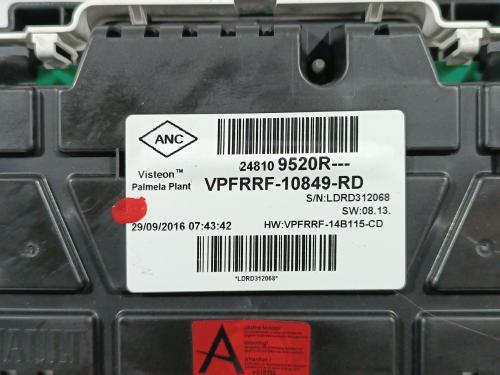 ANC
24810 9520R---
Visteon™
Palmela Plant
VPFRRF-10849-RD
S/N:LDRD312068
SW:08.13.
29/09/2016 07:43:42
HW:VPFRRF-14B115-CD
*LDRD312068*
A